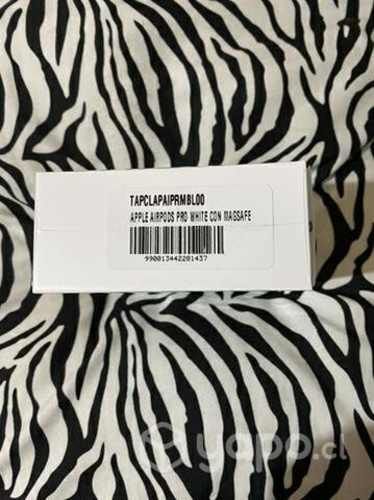 TAPCLAPAIPRMBL00
APPLE AIRPODS PRO WHITE CON MAGSAFE
990013442201437
yapo.cl